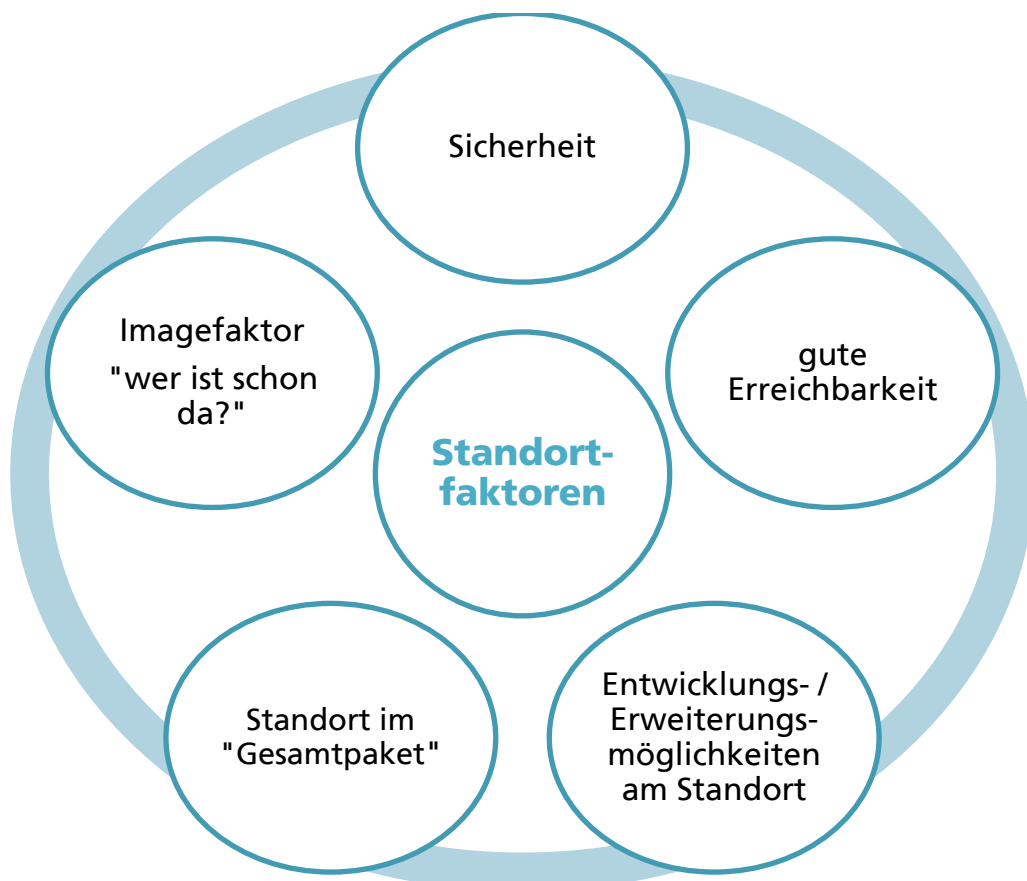 Sicherheit
Imagefaktor
"wer ist schon
da?"
gute
Erreichbarkeit
Standort-
faktoren
Standort im
"Gesamtpaket"
Entwicklungs- /
Erweiterungs-
möglichkeiten
am Standort